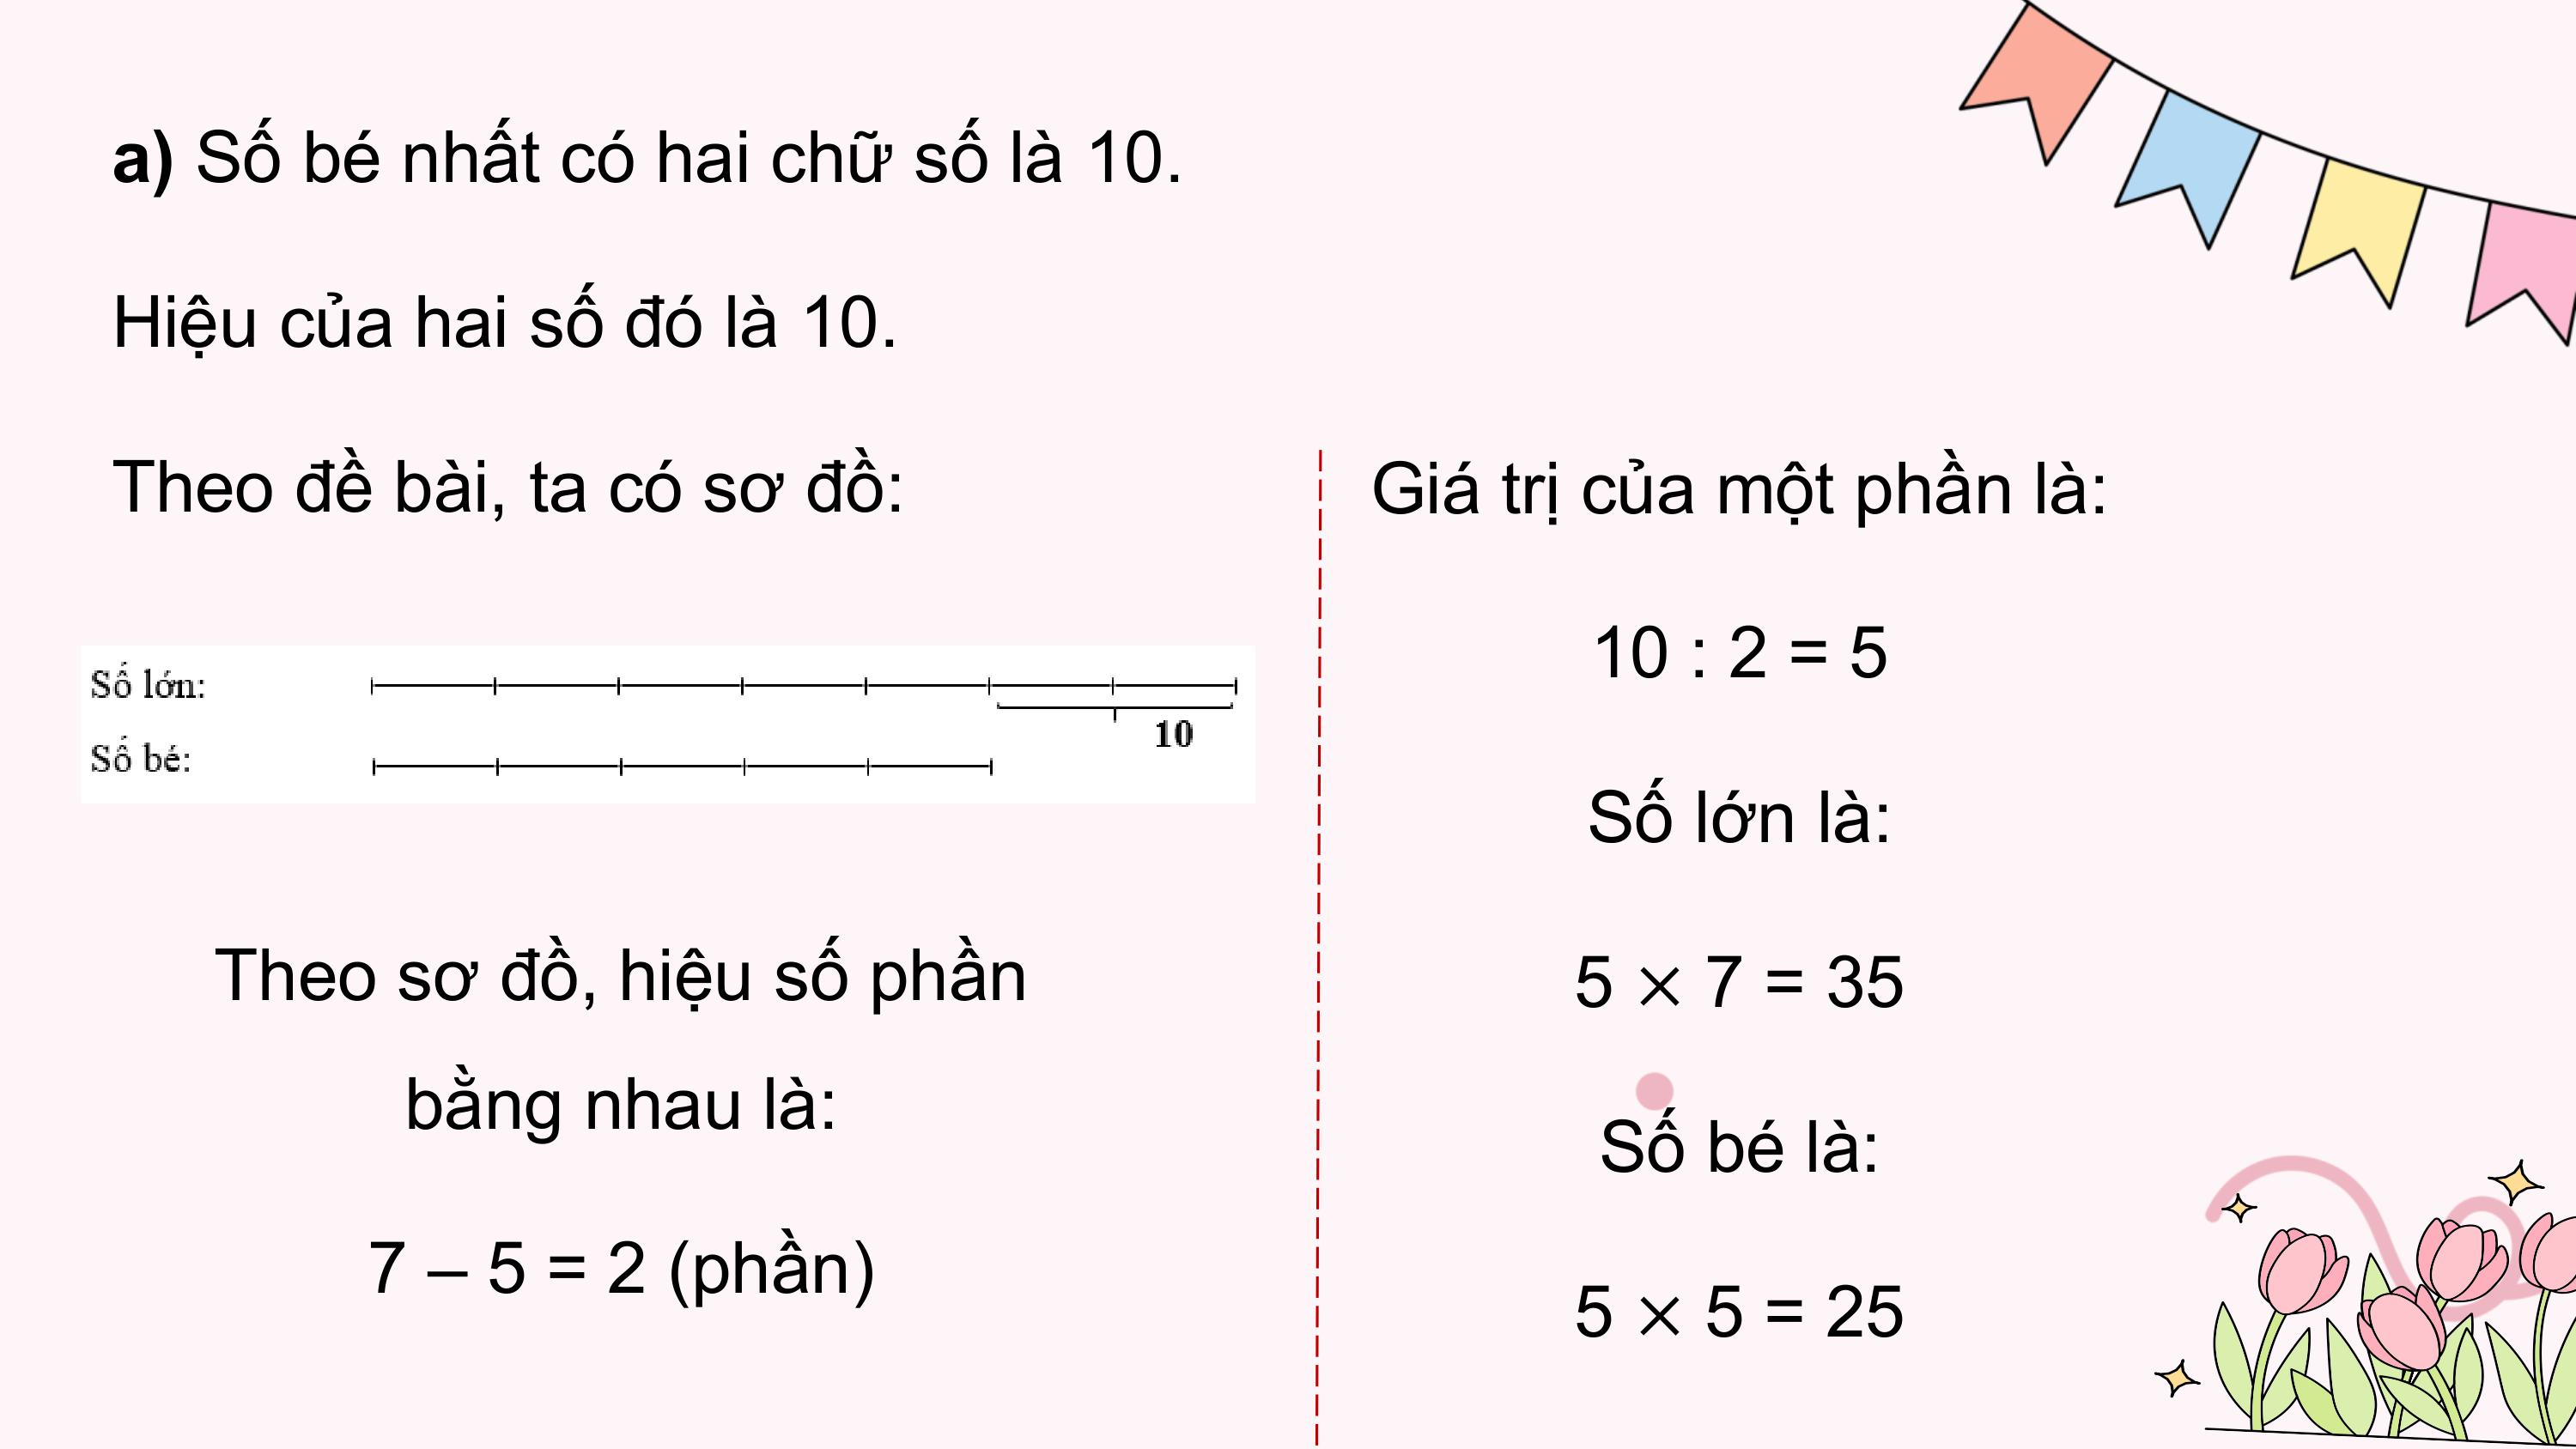 a) Số bé nhất có hai chữ số là 10.
Hiệu của hai số đó là 10.
Theo đề bài, ta có sơ đồ:
Số lớn:
10
Số bé:
Theo sơ đồ, hiệu số phần
bằng nhau là:
7 – 5 = 2 (phần)
Giá trị của một phần là:
10 : 2 = 5
Số lớn là:
5 × 7 = 35
Số bé là:
5 × 5 = 25